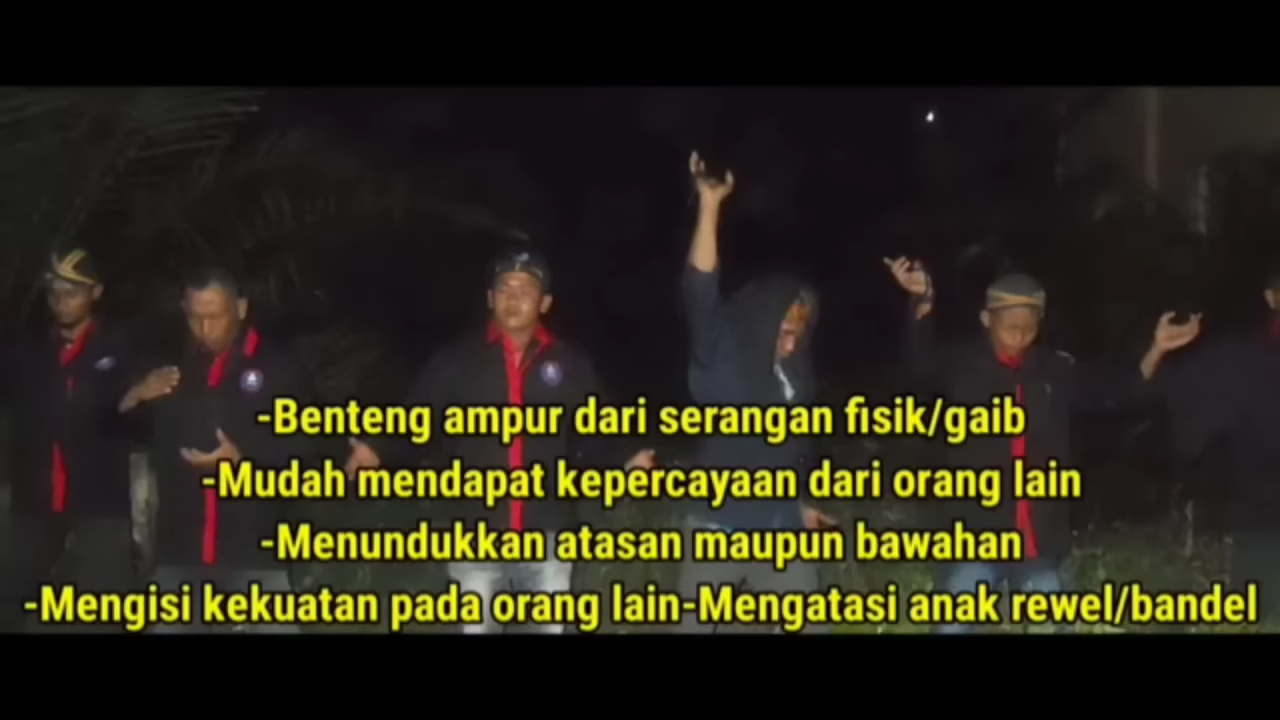 -Benteng ampur dari serangan fisik/gaib
-Mudah mendapat kepercayaan dari orang lain
-Menundukkan atasan maupun bawahan
-Mengisi kekuatan pada orang lain-Mengatasi anak rewel/bandel